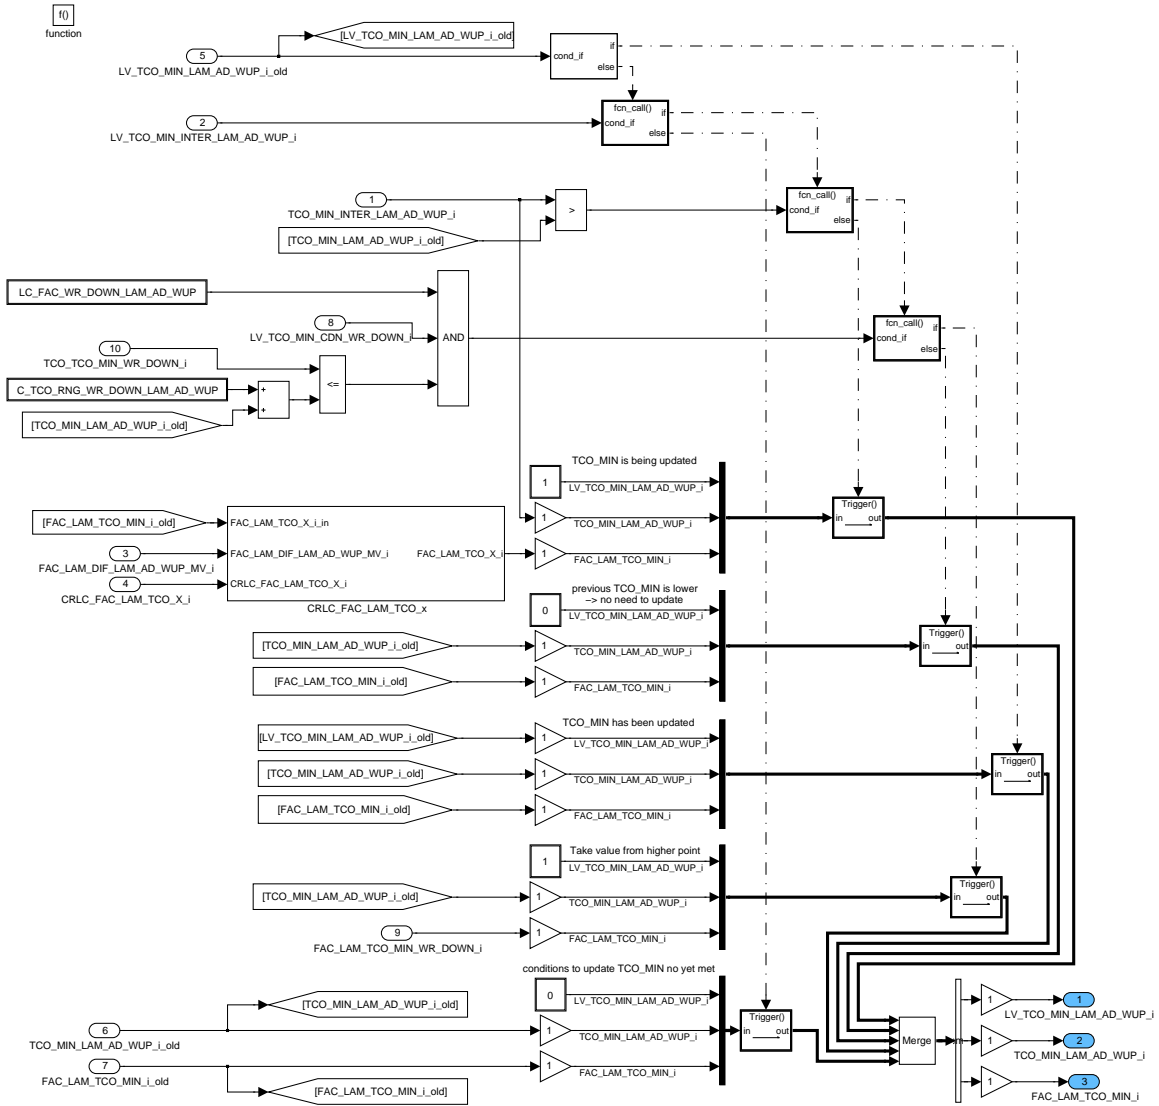 f()
function
[LV_TCO_MIN_LAM_AD_WUP_i_old]
5
LV_TCO_MIN_LAM_AD_WUP_i_old
cond_if
if
else
2
LV_TCO_MIN_INTER_LAM_AD_WUP_i
fcn_call()
cond_if
if
else
1
TCO_MIN_INTER_LAM_AD_WUP_i
[TCO_MIN_LAM_AD_WUP_i_old]
>
fcn_call()
cond_if
if
else
LC_FAC_WR_DOWN_LAM_AD_WUP
8
LV_TCO_MIN_CDN_WR_DOWN_i
AND
fcn_call()
cond_if
if
else
10
TCO_TCO_MIN_WR_DOWN_i
C_TCO_RNG_WR_DOWN_LAM_AD_WUP
[TCO_MIN_LAM_AD_WUP_i_old]
+
+
<=
TCO_MIN is being updated
1
LV_TCO_MIN_LAM_AD_WUP_i
1
TCO_MIN_LAM_AD_WUP_i
1
FAC_LAM_TCO_MIN_i
Trigger()
in
out
[FAC_LAM_TCO_MIN_i_old]
3
FAC_LAM_DIF_LAM_AD_WUP_MV_i
4
CRLC_FAC_LAM_TCO_X_i
FAC_LAM_TCO_X_i_in
FAC_LAM_DIF_LAM_AD_WUP_MV_i
CRLC_FAC_LAM_TCO_X_i
FAC_LAM_TCO_X_i
CRLC_FAC_LAM_TCO_x
previous TCO_MIN is lower
–> no need to update
0
LV_TCO_MIN_LAM_AD_WUP_i
[TCO_MIN_LAM_AD_WUP_i_old]
1
TCO_MIN_LAM_AD_WUP_i
[FAC_LAM_TCO_MIN_i_old]
1
FAC_LAM_TCO_MIN_i
Trigger()
in
out
TCO_MIN has been updated
[LV_TCO_MIN_LAM_AD_WUP_i_old]
1
LV_TCO_MIN_LAM_AD_WUP_i
[TCO_MIN_LAM_AD_WUP_i_old]
1
TCO_MIN_LAM_AD_WUP_i
[FAC_LAM_TCO_MIN_i_old]
1
FAC_LAM_TCO_MIN_i
Trigger()
in
out
Take value from higher point
1
LV_TCO_MIN_LAM_AD_WUP_i
[TCO_MIN_LAM_AD_WUP_i_old]
1
TCO_MIN_LAM_AD_WUP_i
9
FAC_LAM_TCO_MIN_WR_DOWN_i
1
FAC_LAM_TCO_MIN_i
Trigger()
in
out
conditions to update TCO_MIN no yet met
0
LV_TCO_MIN_LAM_AD_WUP_i
[TCO_MIN_LAM_AD_WUP_i_old]
6
TCO_MIN_LAM_AD_WUP_i_old
1
TCO_MIN_LAM_AD_WUP_i
7
FAC_LAM_TCO_MIN_i_old
1
FAC_LAM_TCO_MIN_i
[FAC_LAM_TCO_MIN_i_old]
Trigger()
in
out
Merge
1
1
LV_TCO_MIN_LAM_AD_WUP_i
1
2
TCO_MIN_LAM_AD_WUP_i
1
3
FAC_LAM_TCO_MIN_i